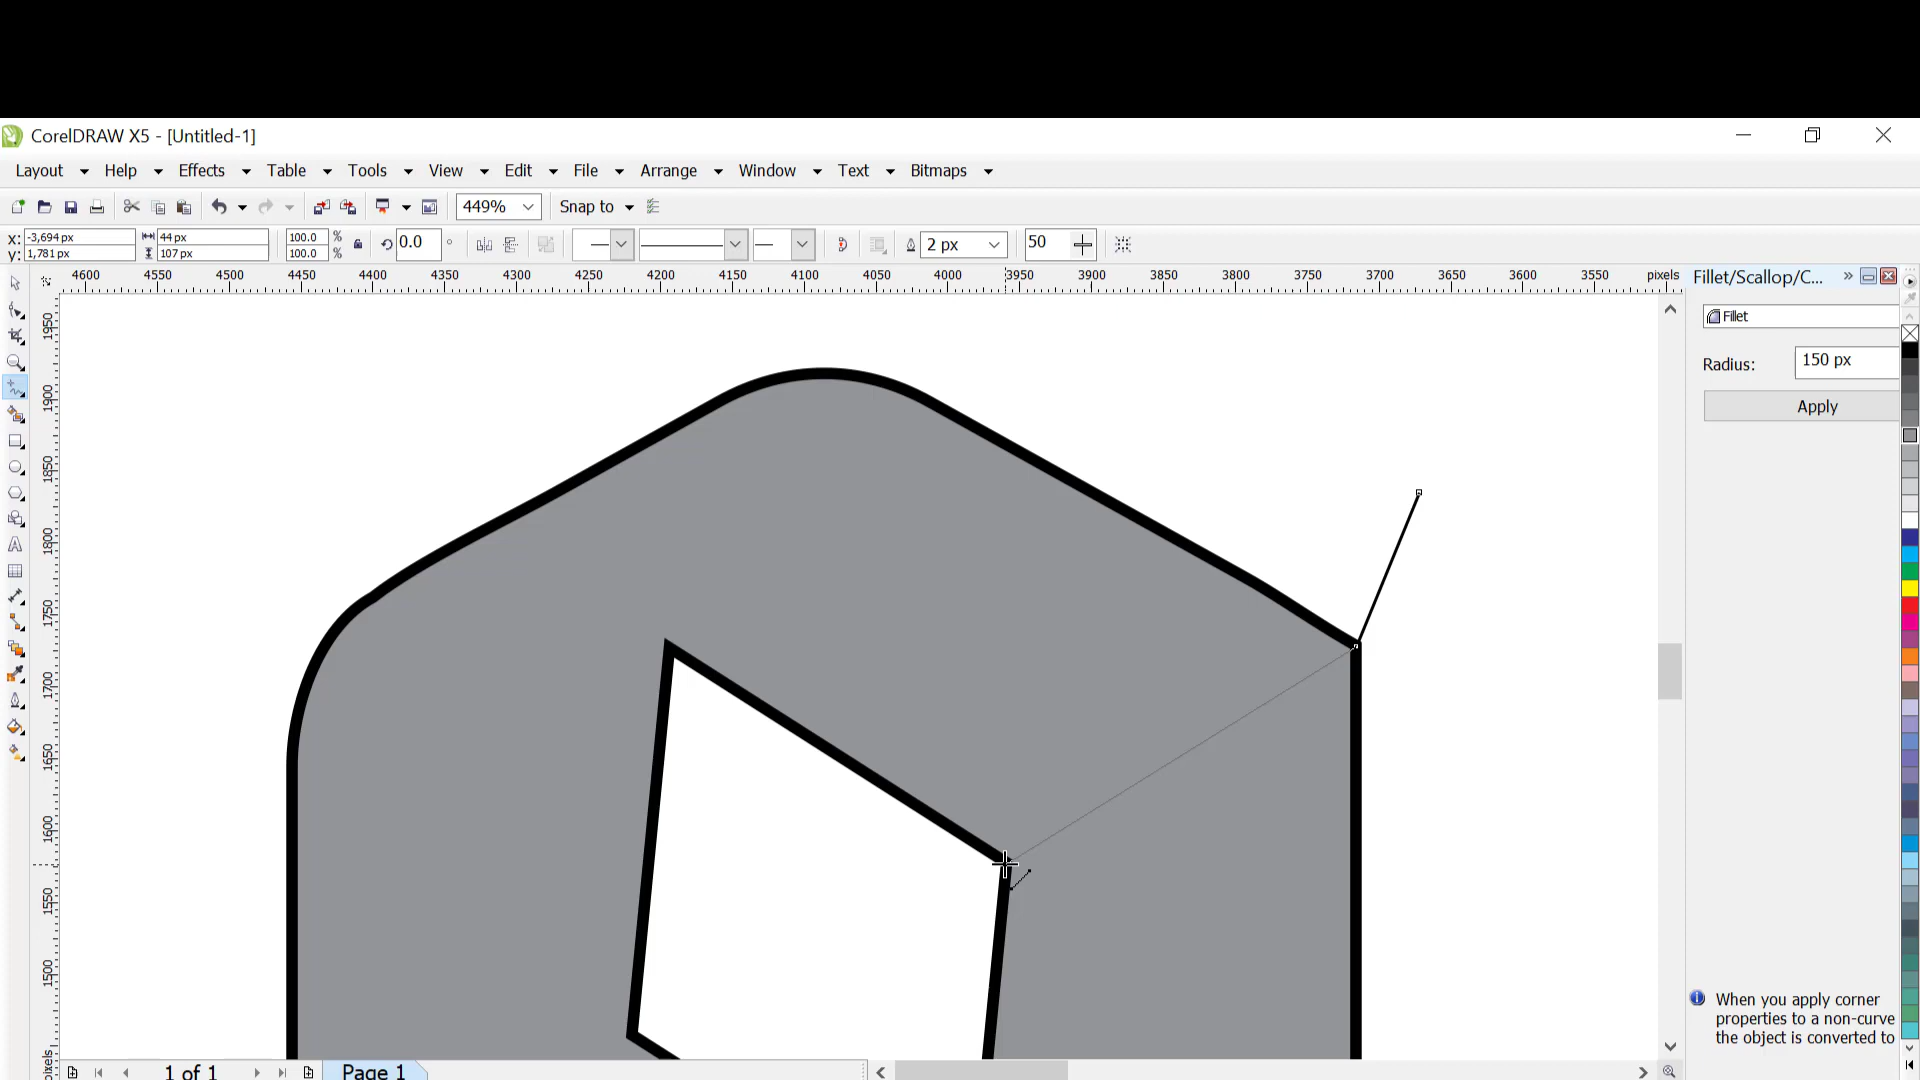 CorelDRAW X5 - [Untitled-1]
Layout Help Effects Table Tools View Edit File Arrange Window Text Bitmaps
449% Snap to
x: -3,694 px 44 px 100.0 % 0.0 ° 2 px 50
y: 1,781 px 107 px 100.0 %
4600 4550 4500 4450 4400 4350 4300 4250 4200 4150 4100 4050 4000 3950 3900 3850 3800 3750 3700 3650 3600 3550 pixels
Fillet/Scallop/C...
Fillet
Radius: 150 px
Apply
1950
1900
1850
1800
1750
1700
1650
1600
1550
1500
pixels
When you apply corner
properties to a non-curve
the object is converted to
1 of 1 Page 1